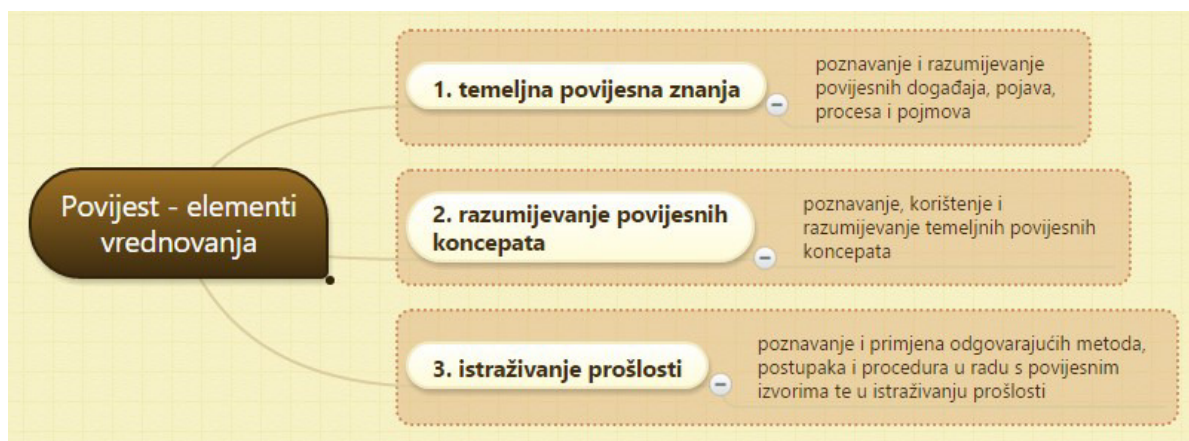 Povijest - elementi
vrednovanja
1. temeljna povijesna znanja
poznavanje i razumijevanje
povijesnih događaja, pojava,
procesa i pojmova
2. razumijevanje povijesnih
koncepata
poznavanje, korištenje i
razumijevanje temeljnih povijesnih
koncepata
3. istraživanje prošlosti
poznavanje i primjena odgovarajućih metoda,
postupaka i procedura u radu s povijesnim
izvorima te u istraživanju prošlosti